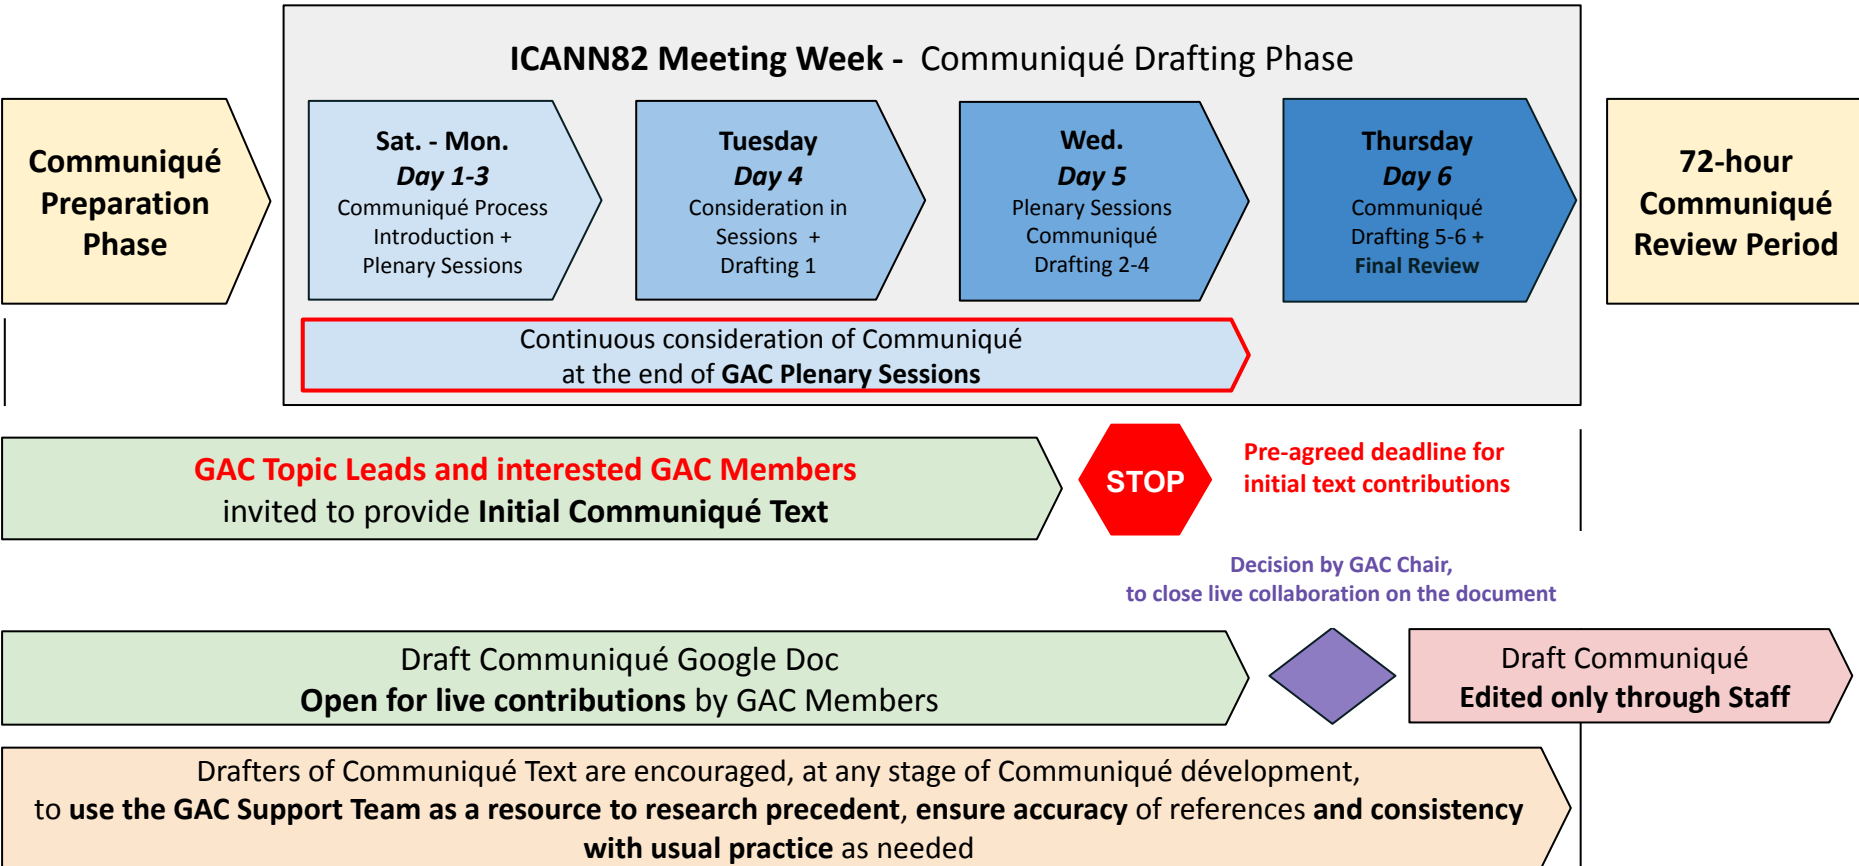 ICANN82 Meeting Week - Communiqué Drafting Phase
Communiqué
Preparation
Phase
Sat. - Mon.
Day 1-3
Communiqué Process
Introduction +
Plenary Sessions
Tuesday
Day 4
Consideration in
Sessions +
Drafting 1
Wed.
Day 5
Plenary Sessions
Communiqué
Drafting 2-4
Thursday
Day 6
Communiqué
Drafting 5-6 +
Final Review
72-hour
Communiqué
Review Period
Continuous consideration of Communiqué
at the end of GAC Plenary Sessions
GAC Topic Leads and interested GAC Members
invited to provide Initial Communiqué Text
STOP
Pre-agreed deadline for
initial text contributions
Decision by GAC Chair,
to close live collaboration on the document
Draft Communiqué Google Doc
Open for live contributions by GAC Members
Draft Communiqué
Edited only through Staff
Drafters of Communiqué Text are encouraged, at any stage of Communiqué dévelopment,
to use the GAC Support Team as a resource to research precedent, ensure accuracy of references and consistency
with usual practice as needed